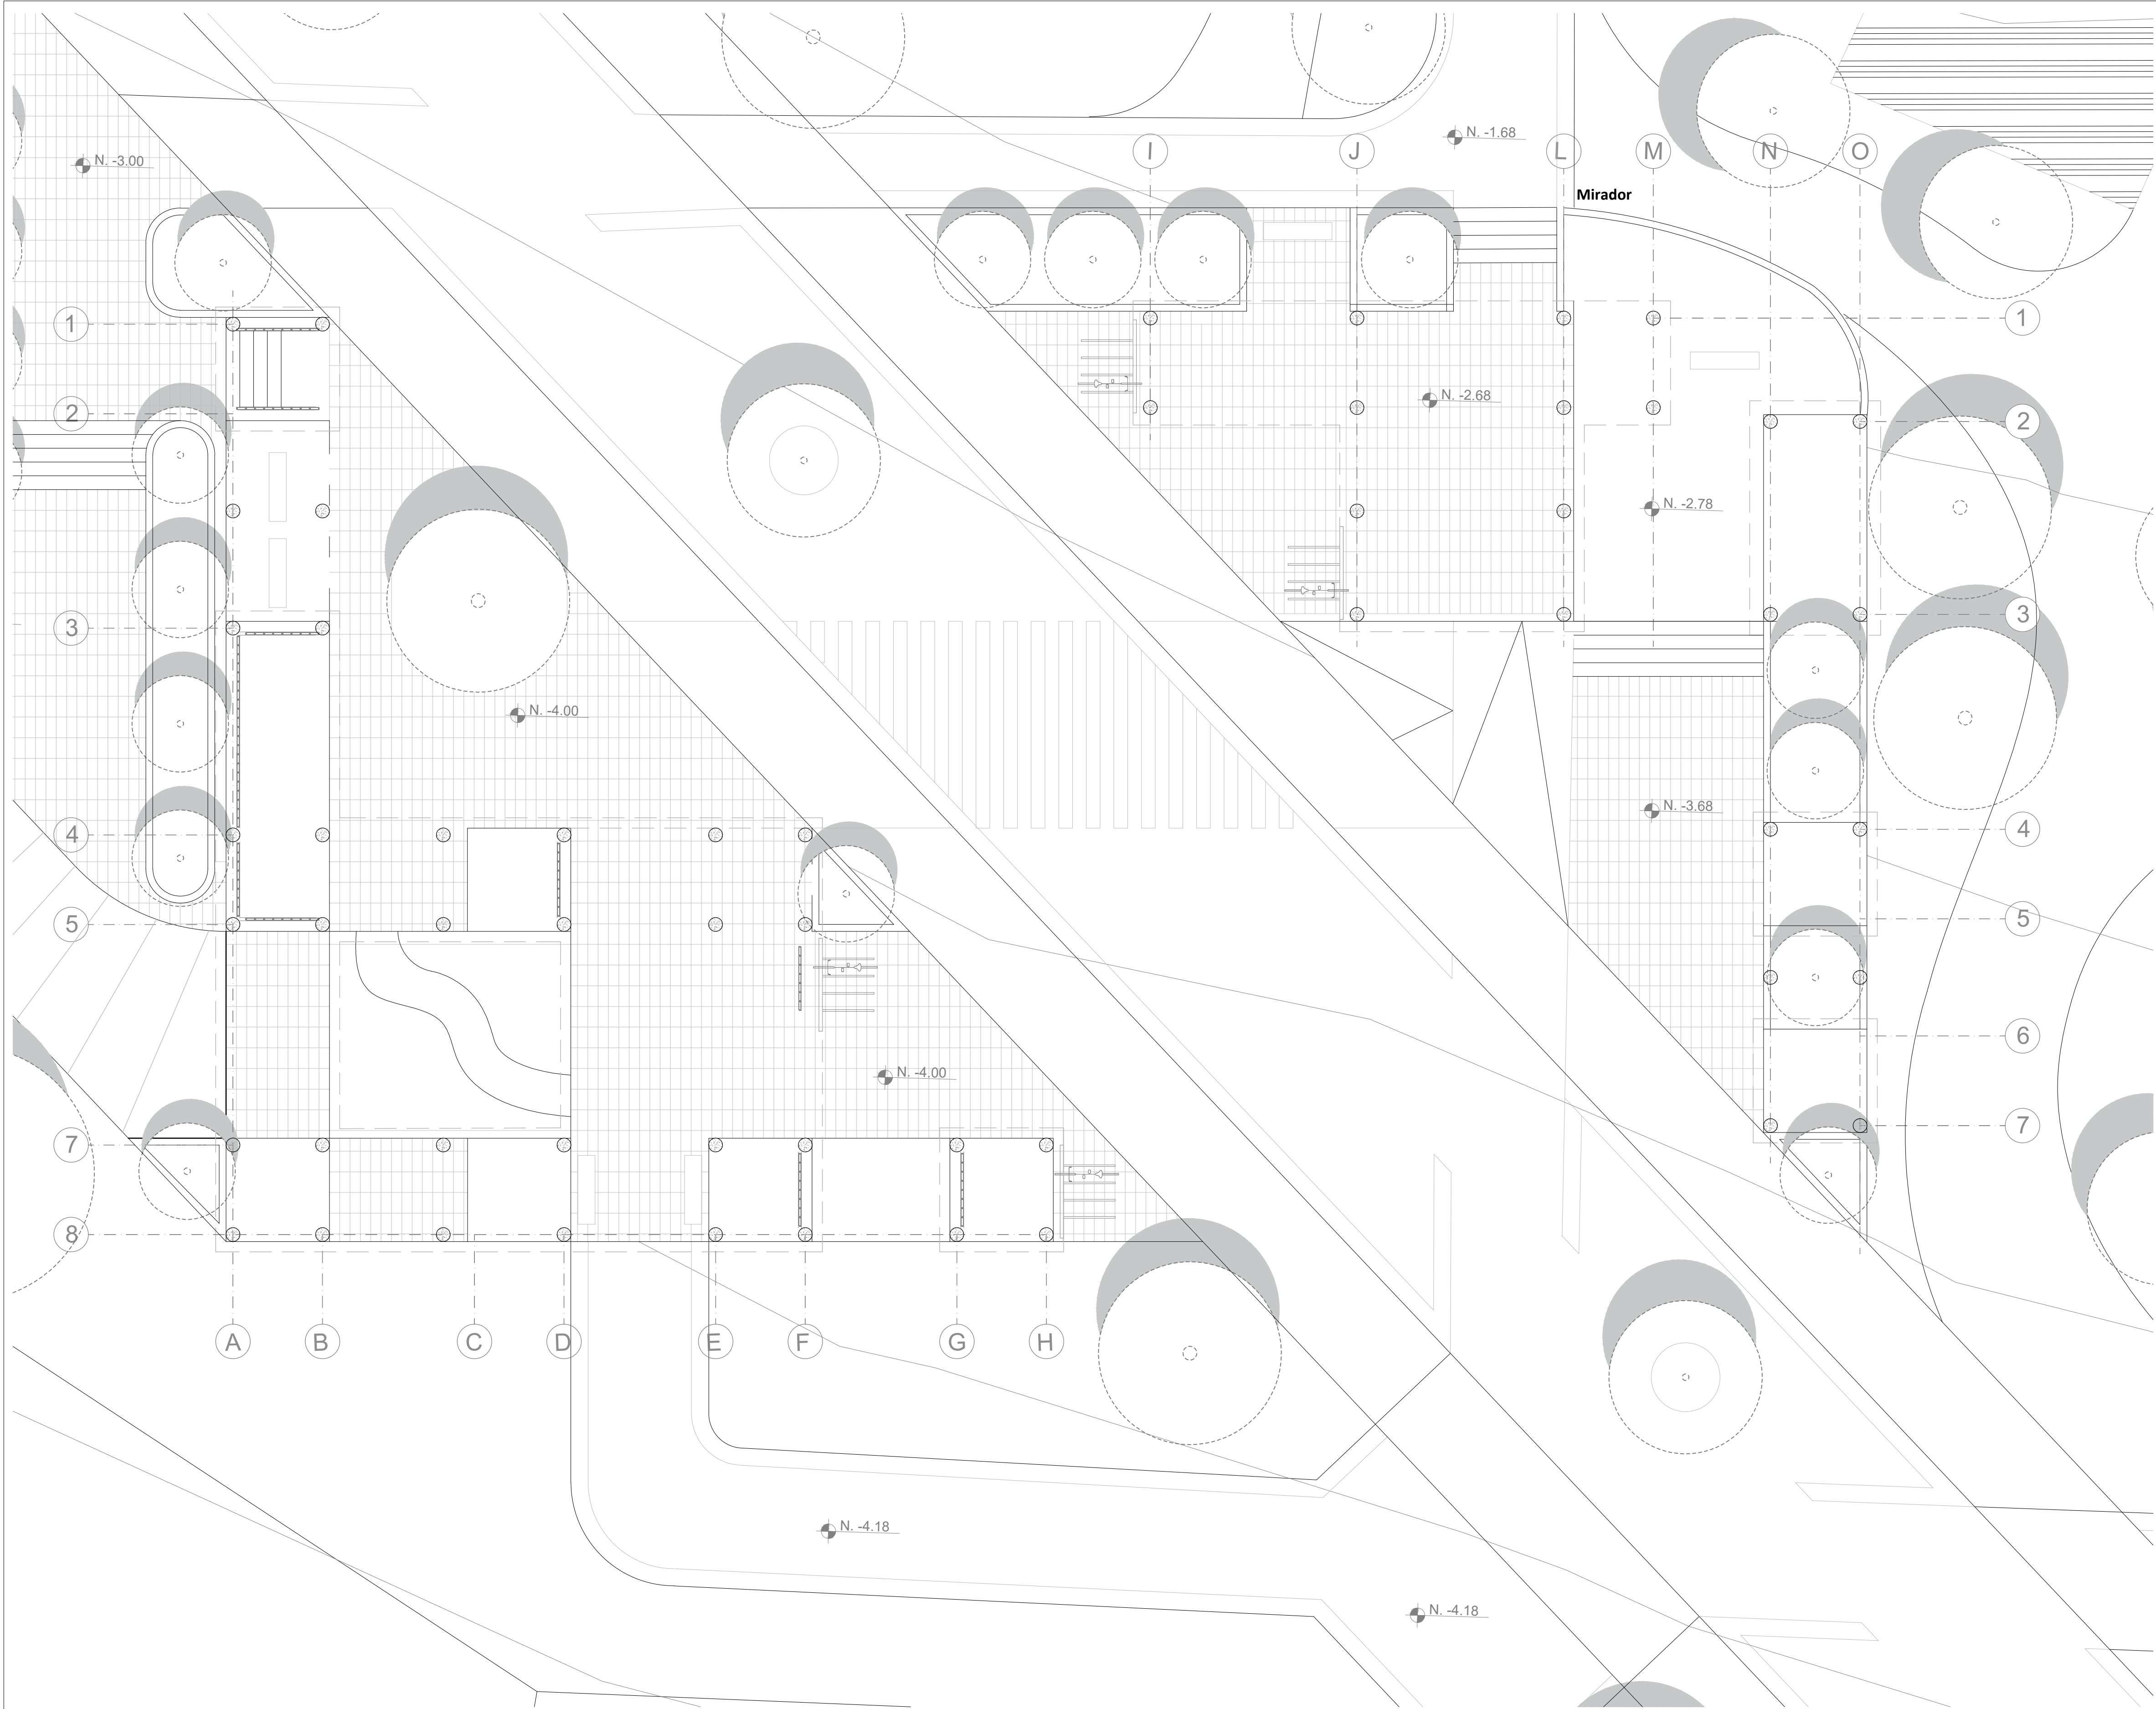 N. -1.68
I
J
L
M
N
O
N. -3.00
Mirador
1
1
N. -2.68
2
2
N. -2.78
3
3
N. -4.00
N. -3.68
4
4
5
5
6
N. -4.00
7
7
8
A
B
C
D
E
F
G
H
N. -4.18
N. -4.18